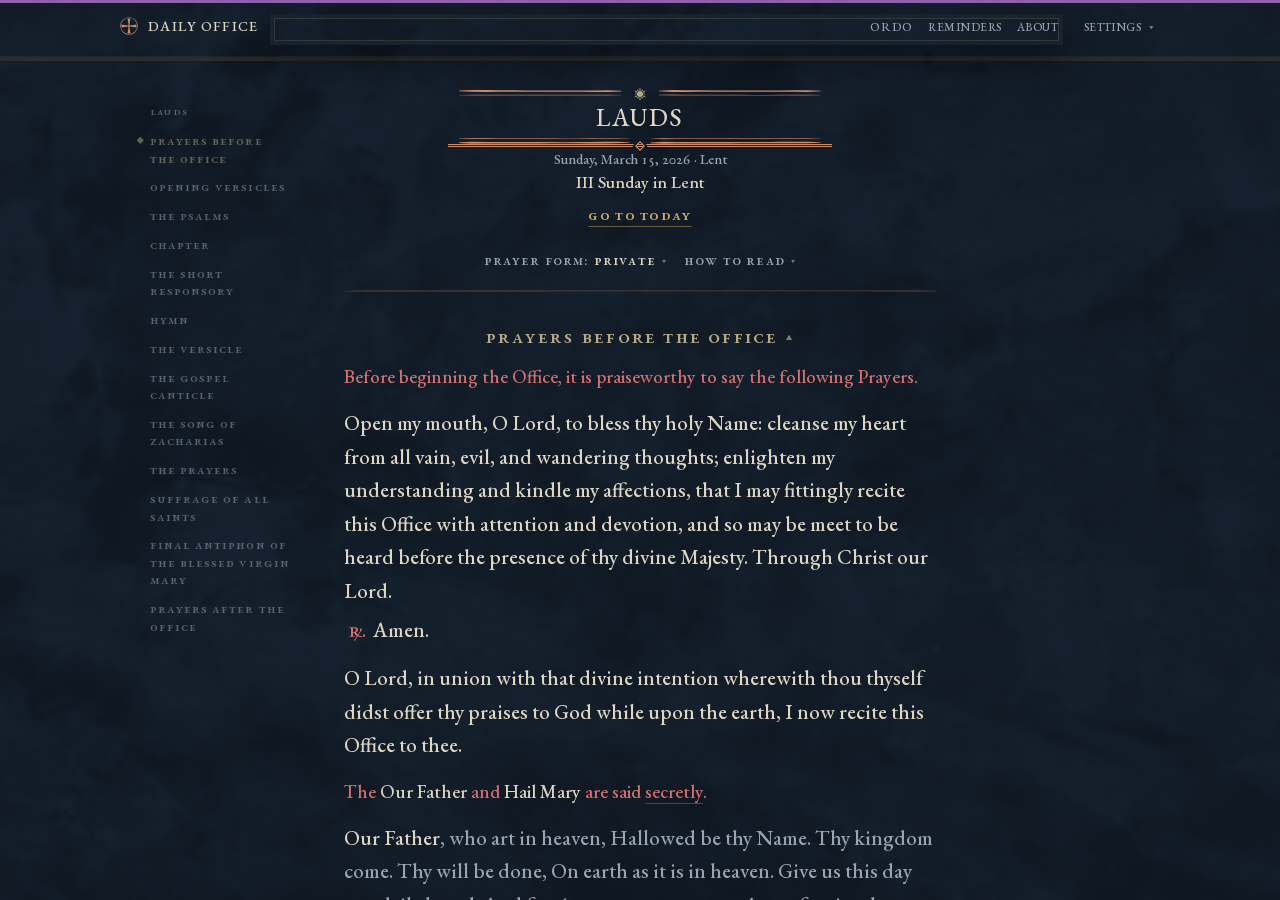 DAILY OFFICE
ORDO REMINDERS ABOUT SETTINGS
LAUDS
Sunday, March 15, 2026 · Lent
III Sunday in Lent
GO TO TODAY
PRAYER FORM: PRIVATE HOW TO READ
LAUDS
PRAYERS BEFORE
THE OFFICE
OPENING VERSICLES
THE PSALMS
CHAPTER
THE SHORT
RESPONSORY
HYMN
THE VERSICLE
THE GOSPEL
CANTICLE
THE SONG OF
ZACHARIAS
THE PRAYERS
SUFFRAGE OF ALL
SAINTS
FINAL ANTIPHON OF
THE BLESSED VIRGIN
MARY
PRAYERS AFTER THE
OFFICE
PRAYERS BEFORE THE OFFICE
Before beginning the Office, it is praiseworthy to say the following Prayers.
Open my mouth, O Lord, to bless thy holy Name: cleanse my heart
from all vain, evil, and wandering thoughts; enlighten my
understanding and kindle my affections, that I may fittingly recite
this Office with attention and devotion, and so may be meet to be
heard before the presence of thy divine Majesty. Through Christ our
Lord.
℟. Amen.
O Lord, in union with that divine intention wherewith thou thyself
didst offer thy praises to God while upon the earth, I now recite this
Office to thee.
The Our Father and Hail Mary are said secretly.
Our Father, who art in heaven, Hallowed be thy Name. Thy kingdom
come. Thy will be done, On earth as it is in heaven. Give us this day